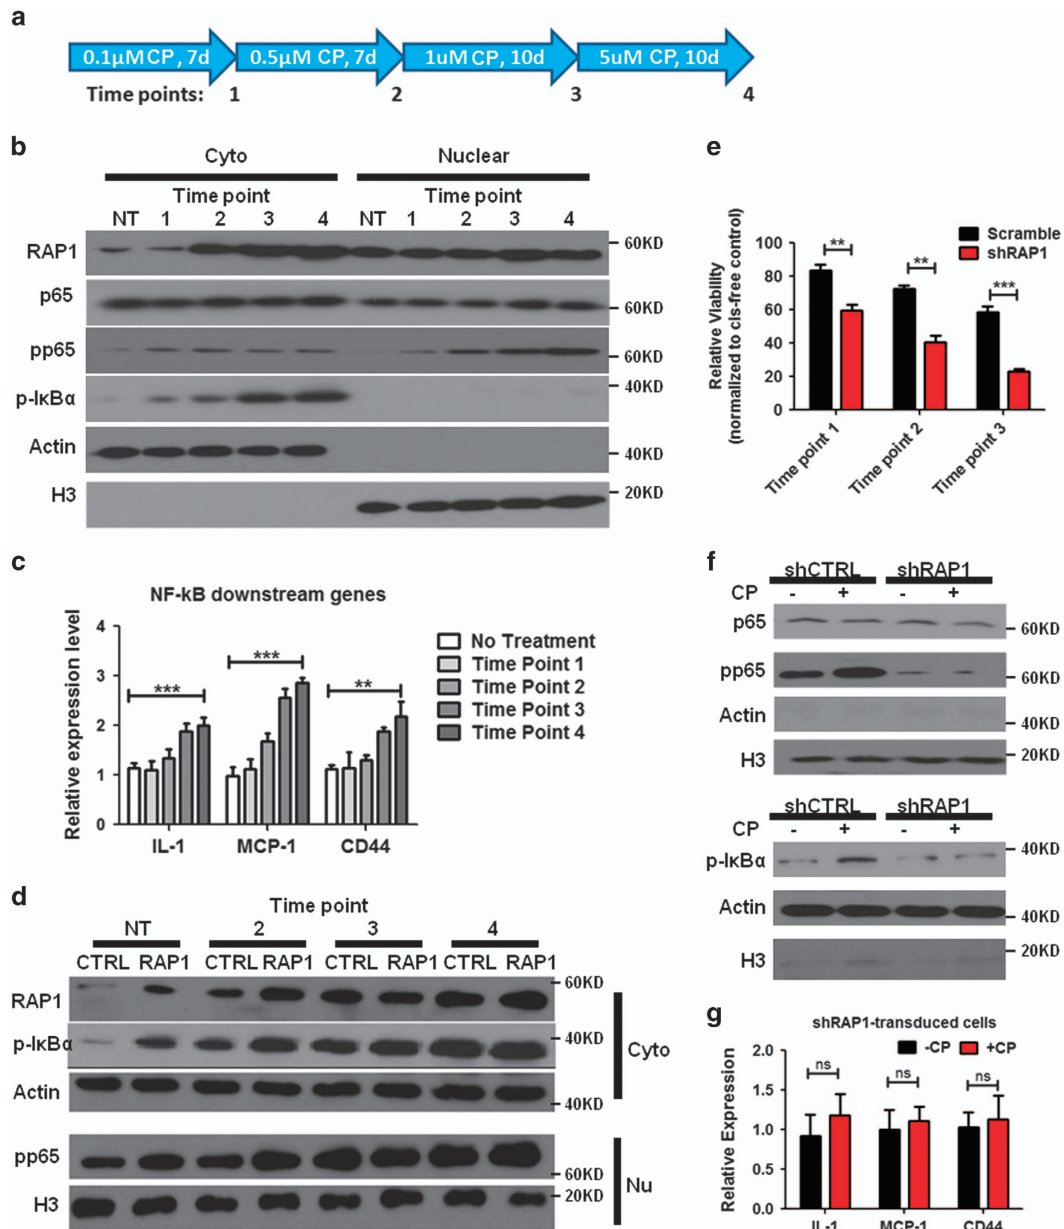 a
0.1µM CP, 7d 0.5µM CP, 7d 1uM CP, 10d 5uM CP, 10d
Time points: 1 2 3 4
b
Cyto Nuclear
Time point Time point
NT 1 2 3 4 NT 1 2 3 4
RAP1 60KD
p65 60KD
pp65 60KD
p-IκBα 40KD
Actin 40KD
H3 20KD
c
NF-kB downstream genes
Relative expression level
4
3
2
1
0
*** *** **
IL-1 MCP-1 CD44
No Treatment
Time Point 1
Time Point 2
Time Point 3
Time Point 4
d
Time point
NT 2 3 4
CTRL RAP1 CTRL RAP1 CTRL RAP1 CTRL RAP1
RAP1 60KD
p-IκBα 40KD
Actin 40KD
Cyto
pp65 60KD
H3 20KD
Nu
e
Scramble
shRAP1
Relative Viability
(normalized to cis-free control)
100
80
60
40
20
0
** ** ***
Time point 1 Time point 2 Time point 3
f
shCTRL shRAP1
CP - + - +
p65 60KD
pp65 60KD
Actin 40KD
H3 20KD
shCTRL shRAP1
CP - + - +
p-IκBα 40KD
Actin 40KD
H3 20KD
g
shRAP1-transduced cells
-CP +CP
Relative Expression
2.0
1.5
1.0
0.5
0.0
ns ns ns
IL-1 MCP-1 CD44